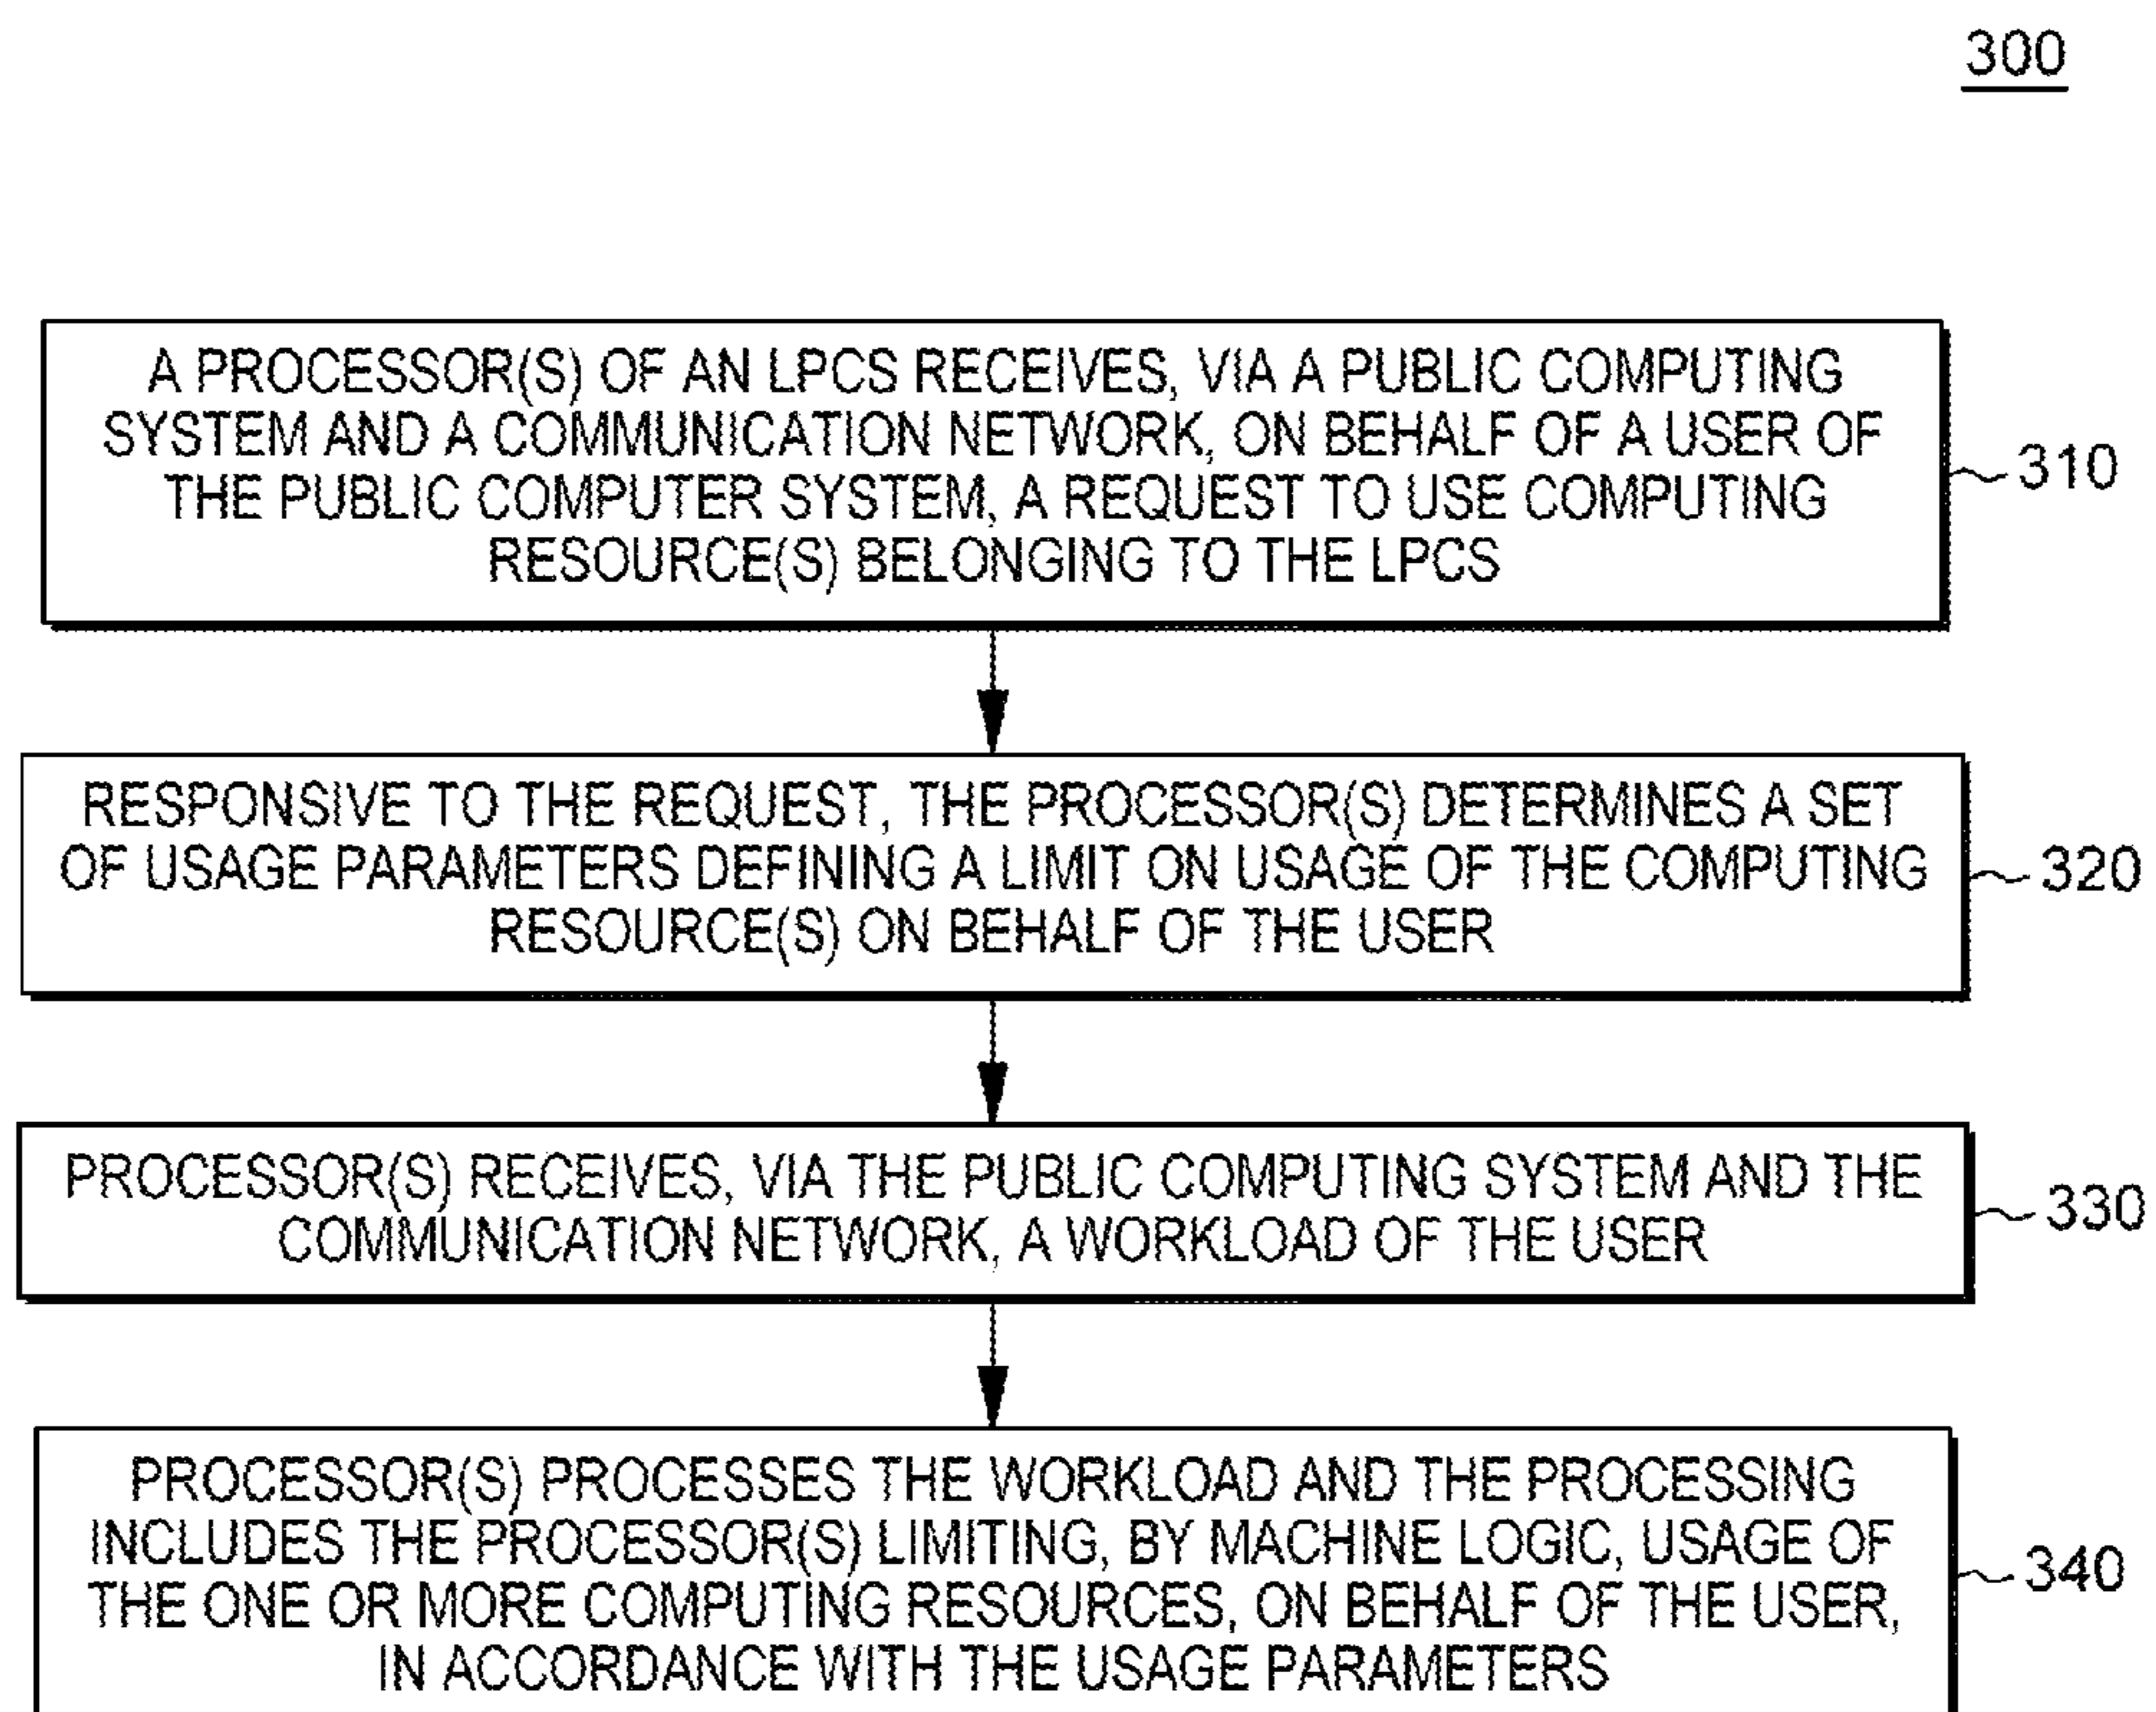 300
A PROCESSOR(S) OF AN LPCS RECEIVES, VIA A PUBLIC COMPUTING
SYSTEM AND A COMMUNICATION NETWORK, ON BEHALF OF A USER OF
THE PUBLIC COMPUTER SYSTEM, A REQUEST TO USE COMPUTING
RESOURCE(S) BELONGING TO THE LPCS
310
RESPONSIVE TO THE REQUEST, THE PROCESSOR(S) DETERMINES A SET
OF USAGE PARAMETERS DEFINING A LIMIT ON USAGE OF THE COMPUTING
RESOURCE(S) ON BEHALF OF THE USER
320
PROCESSOR(S) RECEIVES, VIA THE PUBLIC COMPUTING SYSTEM AND THE
COMMUNICATION NETWORK, A WORKLOAD OF THE USER
330
PROCESSOR(S) PROCESSES THE WORKLOAD AND THE PROCESSING
INCLUDES THE PROCESSOR(S) LIMITING, BY MACHINE LOGIC, USAGE OF
THE ONE OR MORE COMPUTING RESOURCES, ON BEHALF OF THE USER,
IN ACCORDANCE WITH THE USAGE PARAMETERS
340